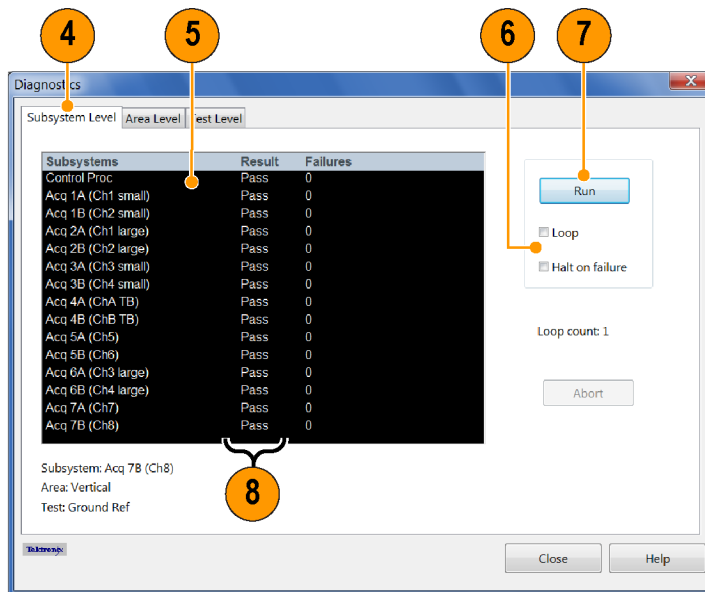 4 5 6 7
Diagnostics
Subsystem Level Area Level Test Level
Subsystems Result Failures
Control Proc Pass 0
Acq 1A (Ch1 small) Pass 0
Acq 1B (Ch2 small) Pass 0
Acq 2A (Ch1 large) Pass 0
Acq 2B (Ch2 large) Pass 0
Acq 3A (Ch3 small) Pass 0
Acq 3B (Ch4 small) Pass 0
Acq 4A (ChA TB) Pass 0
Acq 4B (ChB TB) Pass 0
Acq 5A (Ch5) Pass 0
Acq 5B (Ch6) Pass 0
Acq 6A (Ch3 large) Pass 0
Acq 6B (Ch4 large) Pass 0
Acq 7A (Ch7) Pass 0
Acq 7B (Ch8) Pass 0
Run
Loop
Halt on failure
Loop count: 1
Abort
8
Subsystem: Acq 7B (Ch8)
Area: Vertical
Test: Ground Ref
Tektronix
Close Help